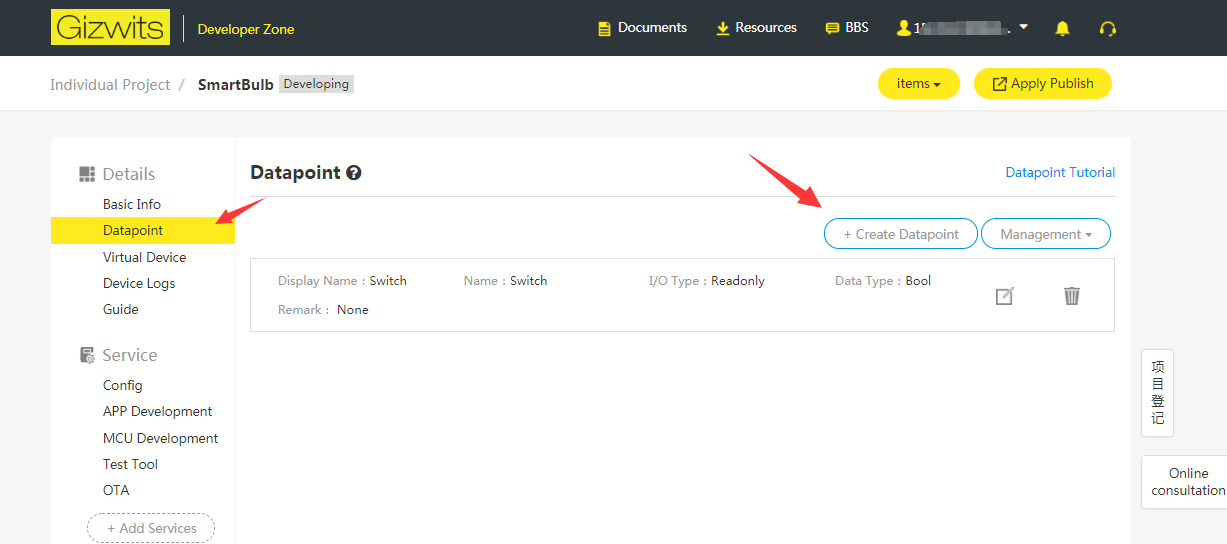 Gizwits Developer Zone Documents Resources BBS
Individual Project / SmartBulb Developing items Apply Publish
Details
Basic Info
Datapoint
Virtual Device
Device Logs
Guide
Service
Config
APP Development
MCU Development
Test Tool
OTA
+ Add Services
Datapoint ? Datapoint Tutorial
+ Create Datapoint Management
Display Name : Switch Name : Switch I/O Type : Readonly Data Type : Bool
Remark : None
项
目
登
记
Online
consultation